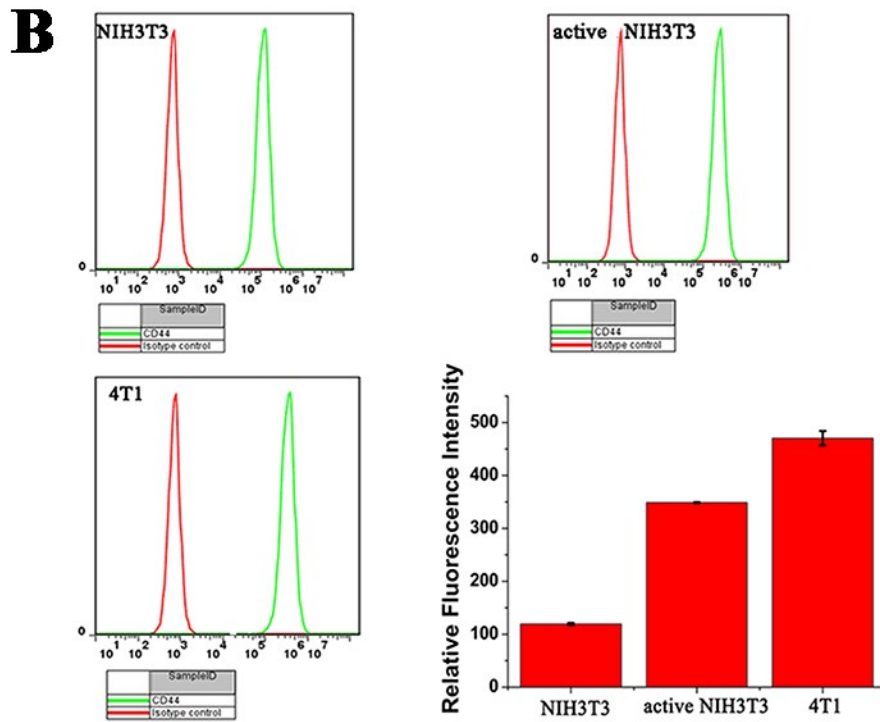 B
NIH3T3
0
10¹ 10² 10³ 10⁴ 10⁵ 10⁶ 10⁷
SampleID
CD44
Isotype control
active NIH3T3
0
10¹ 10² 10³ 10⁴ 10⁵ 10⁶ 10⁷
SampleID
CD44
Isotype control
4T1
0
10¹ 10² 10³ 10⁴ 10⁵ 10⁶ 10⁷
SampleID
CD44
Isotype control
Relative Fluorescence Intensity
500
400
300
200
100
0
NIH3T3 active NIH3T3 4T1